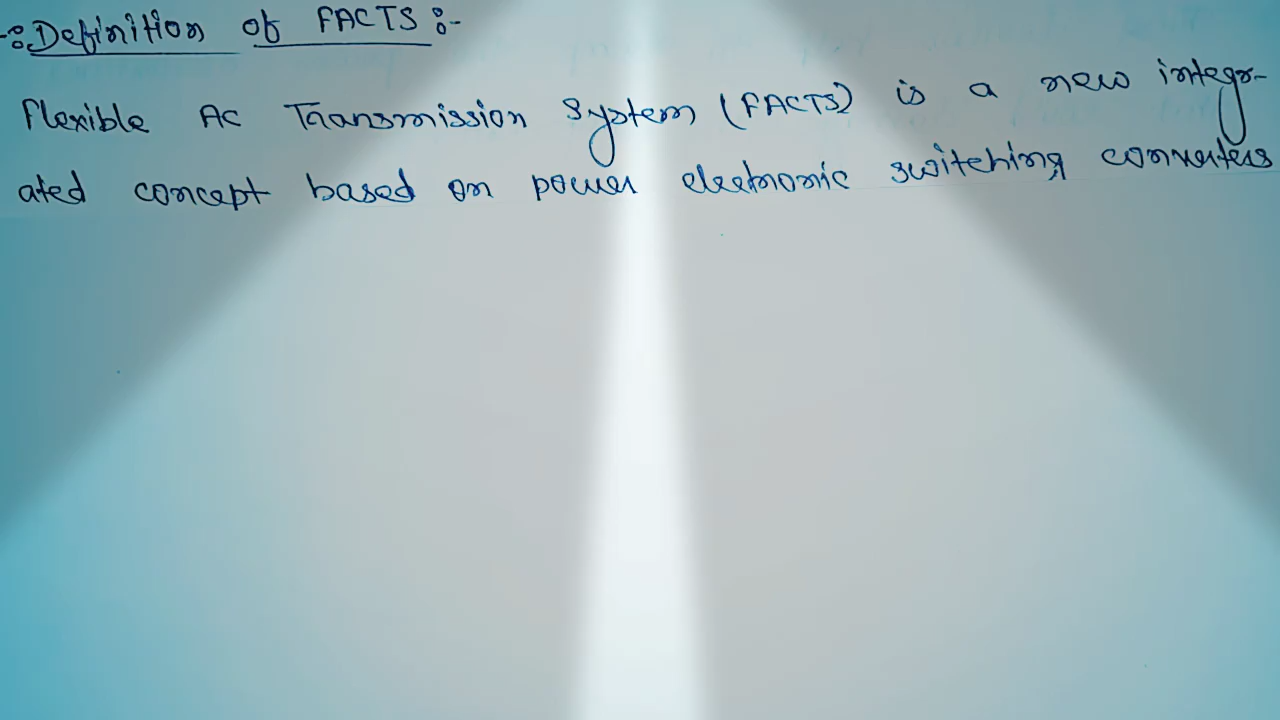 -:Definition of FACTS:-
Flexible AC Transmission System (FACTS) is a new integr-
ated concept based on power electronic switching converters